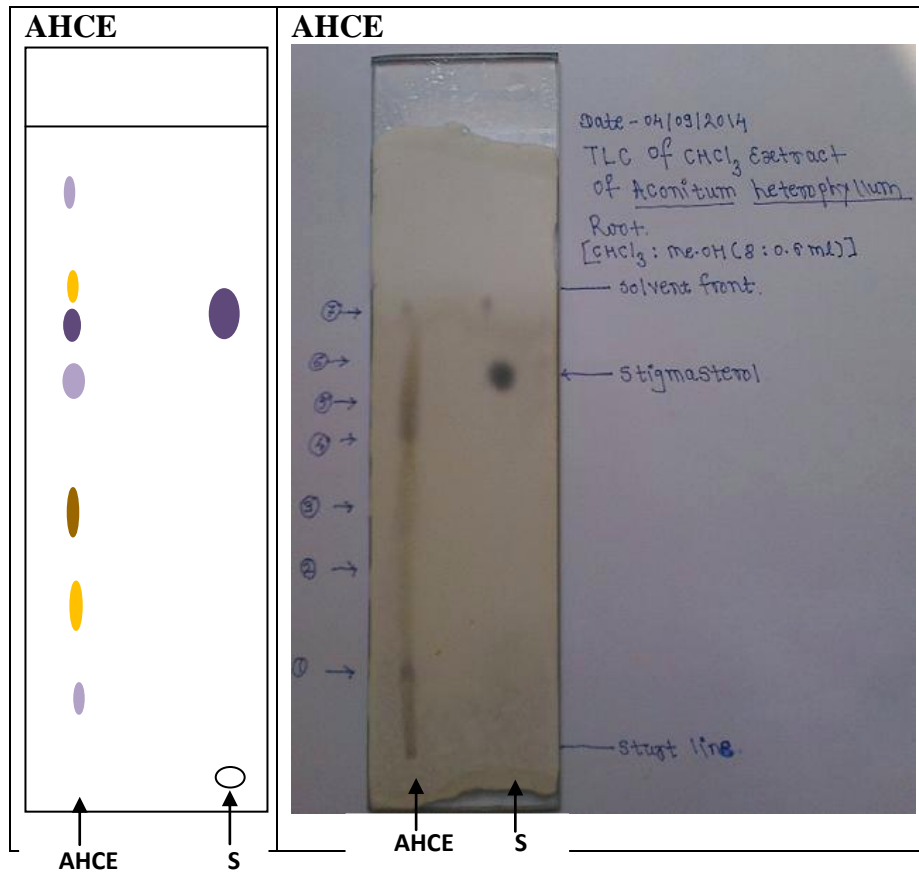 AHCE
AHCE
S
AHCE
Date - 04/09/2014
TLC of CHCl₃ Extract
of Aconitum heterophyllum
Root.
[CHCl₃ : Me.OH (8 : 0.5 ml)]
solvent front.
Stigmasterol
Start line.
7
6
5
4
3
2
1
AHCE
S